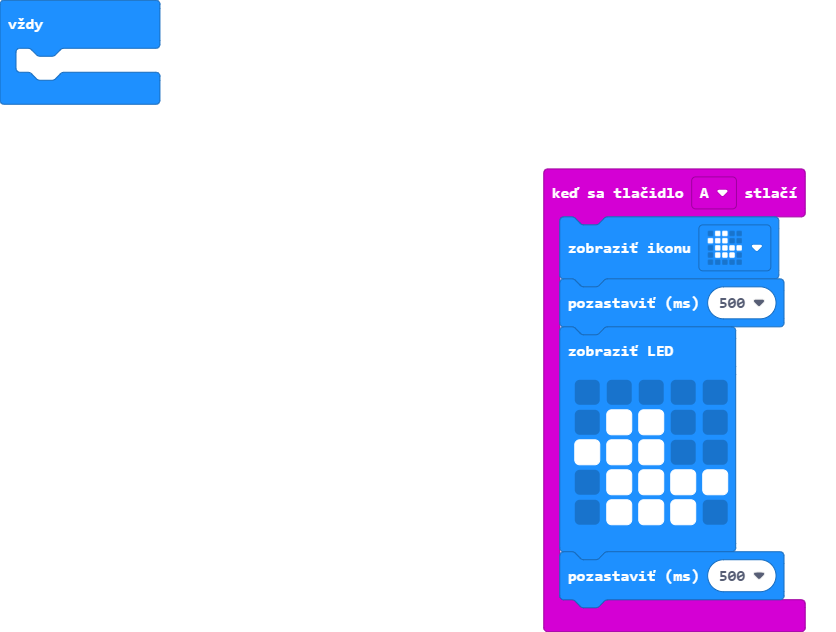 vždy
keď sa tlačidlo A stlačí
zobraziť ikonu
pozastaviť (ms) 500
zobraziť LED
pozastaviť (ms) 500